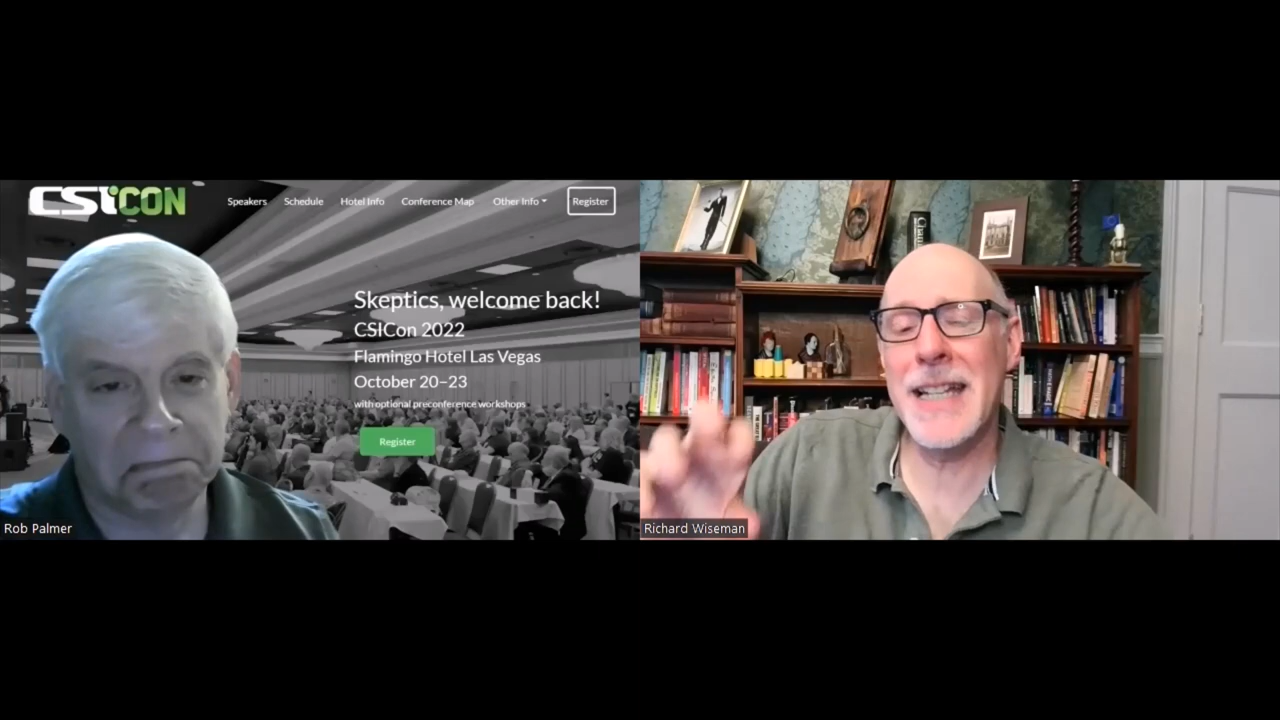 CSICON
Speakers Schedule Hotel Info Conference Map Other Info Register
Skeptics, welcome back!
CSICon 2022
Flamingo Hotel Las Vegas
October 20–23
with optional preconference workshops
Register
Rob Palmer
Richard Wiseman